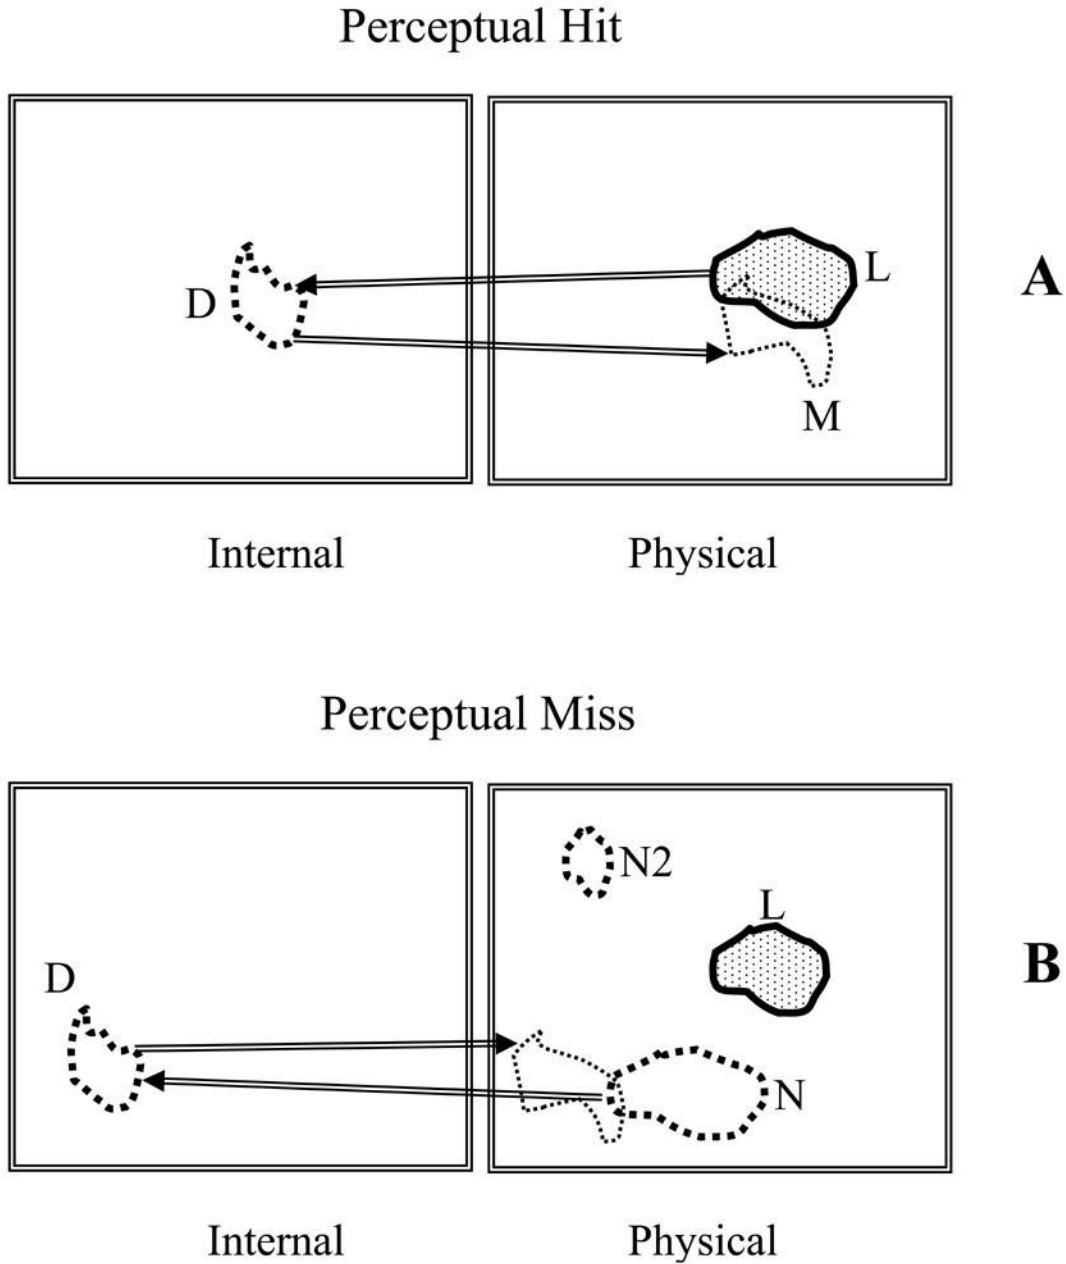 Perceptual Hit
D
L
M
A
Internal
Physical
Perceptual Miss
N2
L
D
N
B
Internal
Physical